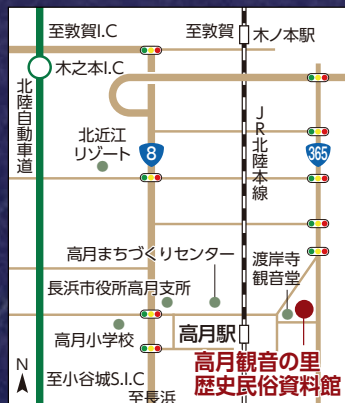 至敦賀I.C
至敦賀
木ノ本駅
木之本I.C
北陸自動車道
北近江
リゾート
8
JR北陸本線
365
高月まちづくりセンター
渡岸寺
観音堂
長浜市役所高月支所
高月小学校
高月駅
高月観音の里
歴史民俗資料館
N
至小谷城S.I.C
至長浜